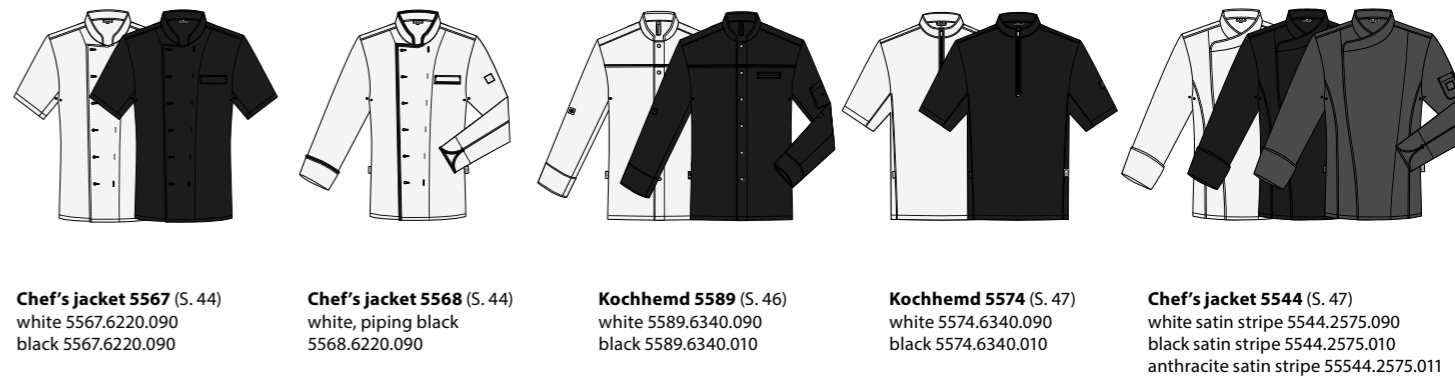 Chef’s jacket 5567 (S. 44)
white 5567.6220.090
black 5567.6220.090
Chef’s jacket 5568 (S. 44)
white, piping black
5568.6220.090
Kochhemd 5589 (S. 46)
white 5589.6340.090
black 5589.6340.010
Kochhemd 5574 (S. 47)
white 5574.6340.090
black 5574.6340.010
Chef’s jacket 5544 (S. 47)
white satin stripe 5544.2575.090
black satin stripe 5544.2575.010
anthracite satin stripe 55544.2575.011